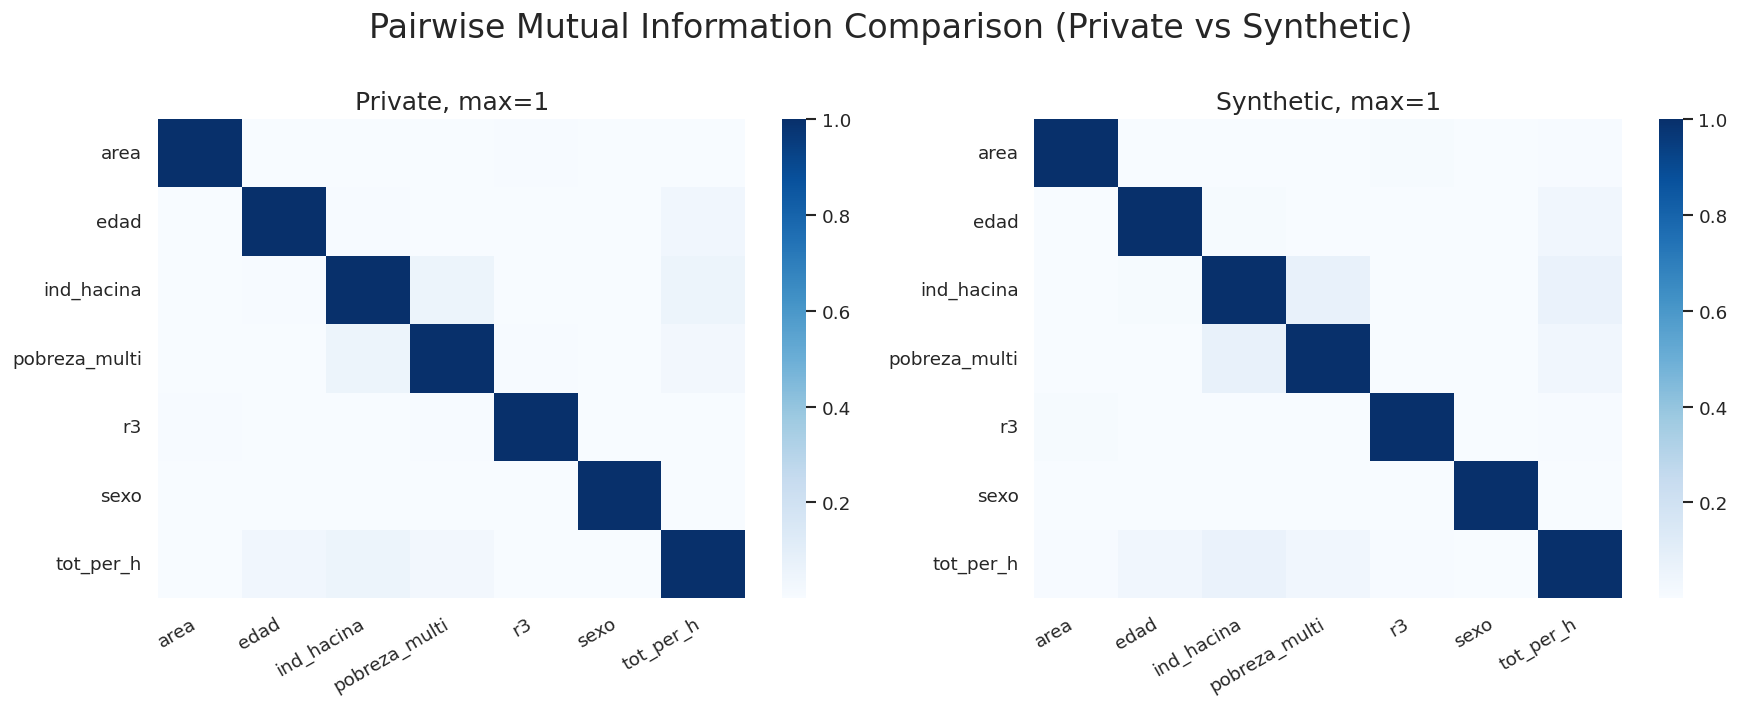 Pairwise Mutual Information Comparison (Private vs Synthetic)
Private, max=1
area
edad
ind_hacina
pobreza_multi
r3
sexo
tot_per_h
area
edad
ind_hacina
pobreza_multi
r3
sexo
tot_per_h
1.0
0.8
0.6
0.4
0.2
Synthetic, max=1
area
edad
ind_hacina
pobreza_multi
r3
sexo
tot_per_h
area
edad
ind_hacina
pobreza_multi
r3
sexo
tot_per_h
1.0
0.8
0.6
0.4
0.2